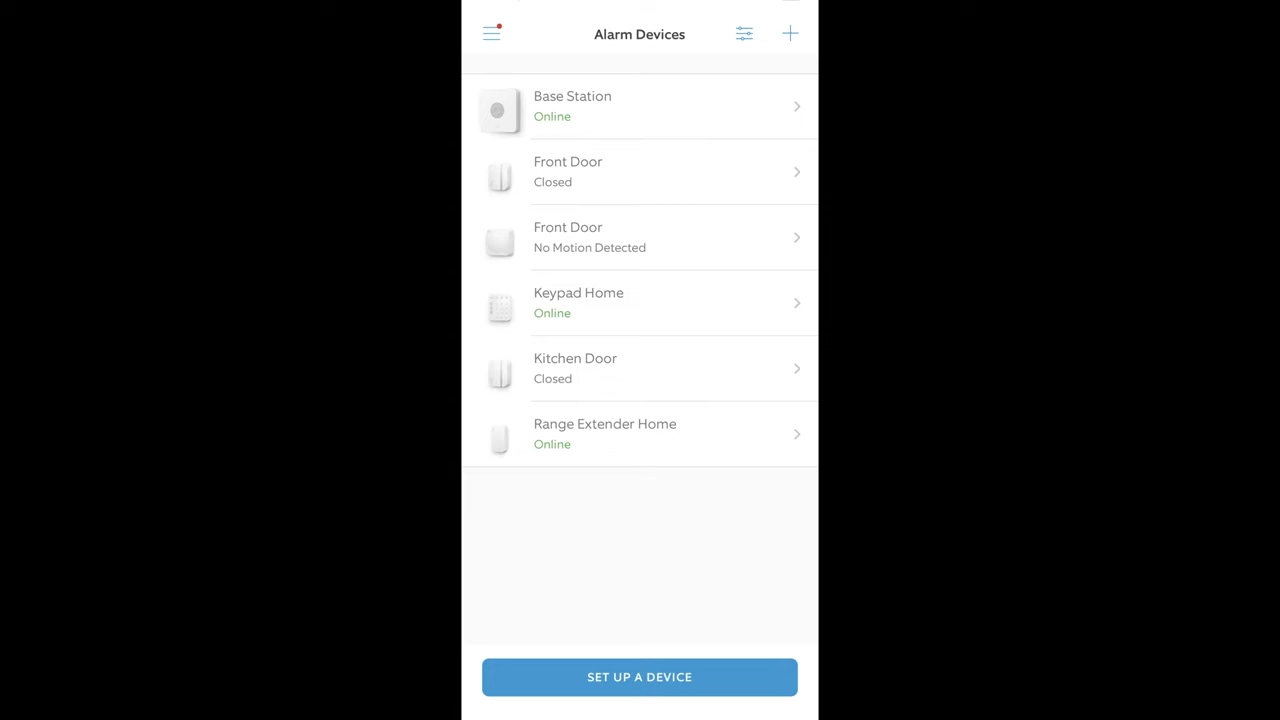 Alarm Devices
Base Station
Online
Front Door
Closed
Front Door
No Motion Detected
Keypad Home
Online
Kitchen Door
Closed
Range Extender Home
Online
SET UP A DEVICE